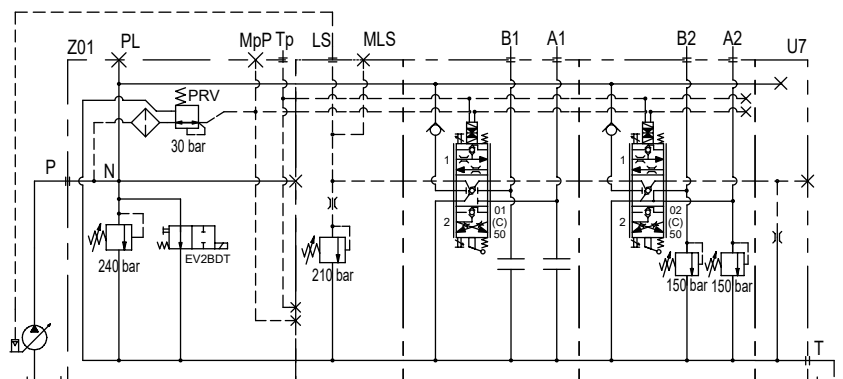 Z01
PL
MpP
Tp
LS
MLS
B1
A1
B2
A2
U7
PRV
30 bar
P
N
1
1
2
01
(C)
50
2
02
(C)
50
240 bar
EV2BDT
210 bar
150 bar
150 bar
T